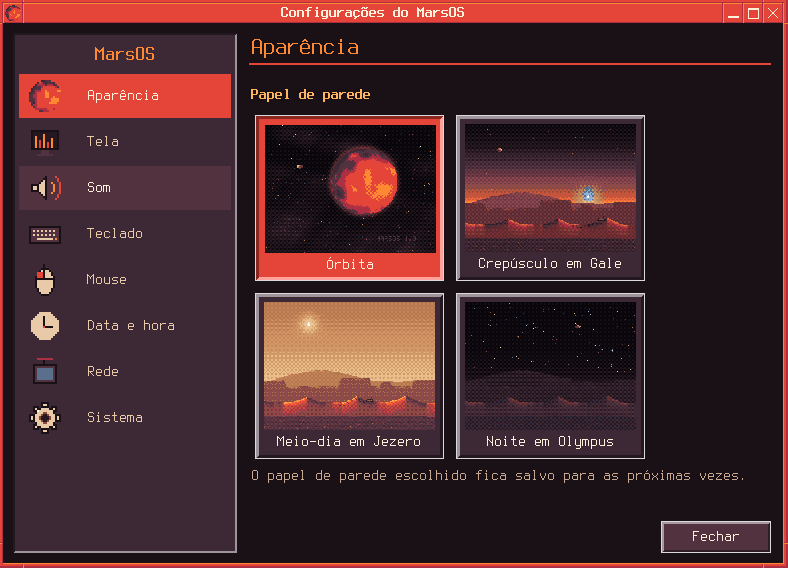 Configurações do MarsOS
MarsOS
Aparência
Tela
Som
Teclado
Mouse
Data e hora
Rede
Sistema
Aparência
Papel de parede
Órbita
Crepúsculo em Gale
Meio-dia em Jezero
Noite em Olympus
O papel de parede escolhido fica salvo para as próximas vezes.
Fechar